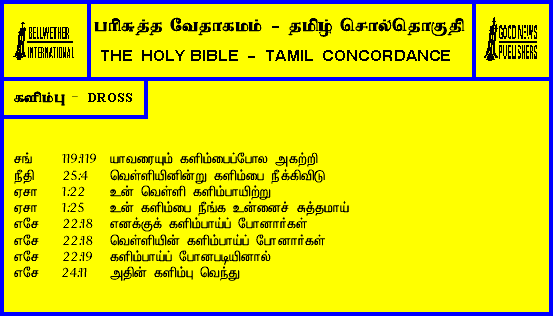 BELLWETHER
INTERNATIONAL
பரிசுத்த வேதாகமம் - தமிழ் சொல்தொகுதி
THE HOLY BIBLE - TAMIL CONCORDANCE
GOOD NEWS
PUBLISHERS
களிம்பு - DROSS
சங் 119:119 யாவரையும் களிம்பைப்போல அகற்றி
நீதி 25:4 வெள்ளியினின்று களிம்பை நீக்கிவிடு
ஏசா 1:22 உன் வெள்ளி களிம்பாயிற்று
ஏசா 1:25 உன் களிம்பை நீங்க உன்னைச் சுத்தமாய்
எசே 22:18 எனக்குக் களிம்பாய்ப் போனார்கள்
எசே 22:18 வெள்ளியின் களிம்பாய்ப் போனார்கள்
எசே 22:19 களிம்பாய்ப் போனபடியினால்
எசே 24:11 அதின் களிம்பு வெந்து